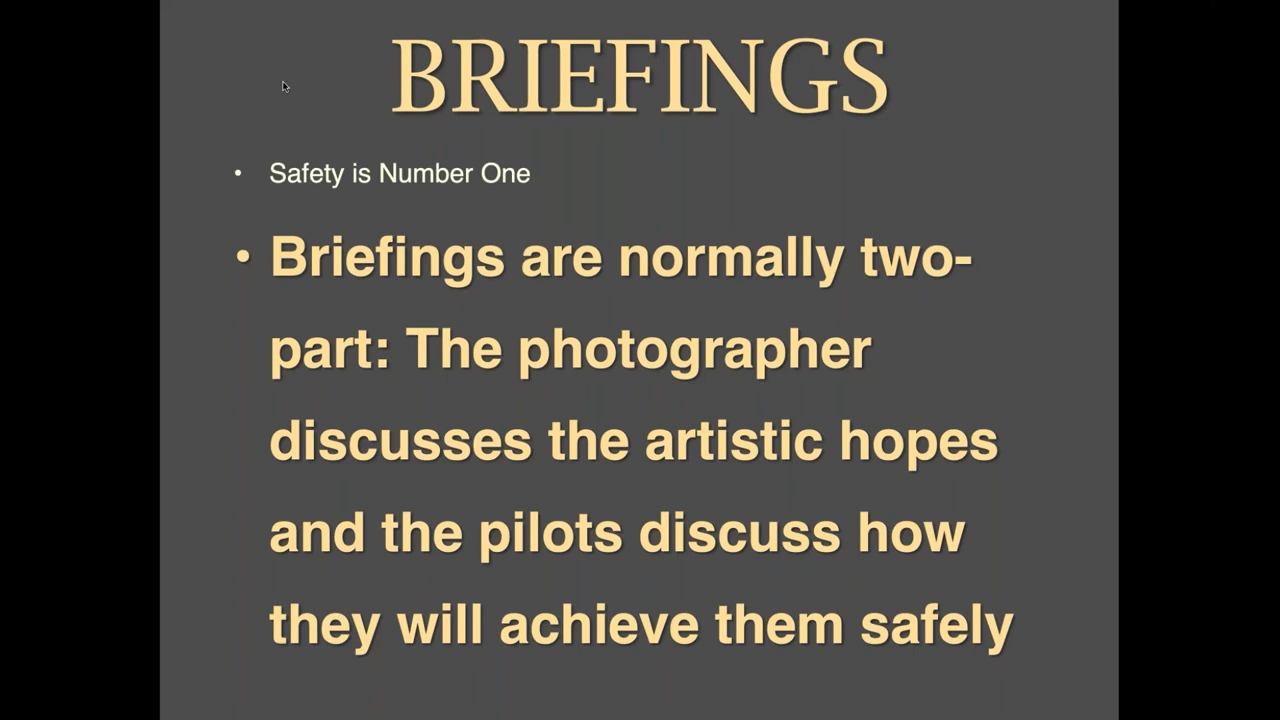 BRIEFINGS
• Safety is Number One
• Briefings are normally two-
part: The photographer
discusses the artistic hopes
and the pilots discuss how
they will achieve them safely